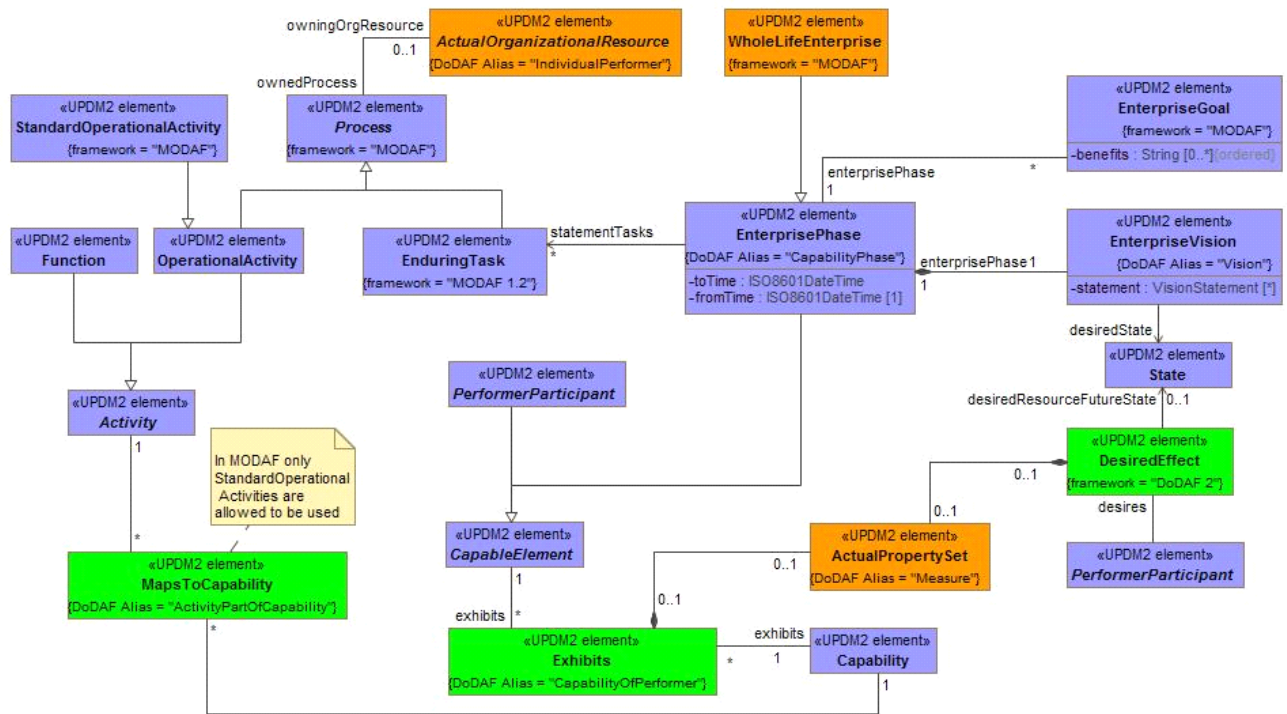 «UPDM2 element»
ActualOrganizationalResource
{DoDAF Alias = "IndividualPerformer"}
owningOrgResource
0..1
ownedProcess
«UPDM2 element»
WholeLifeEnterprise
{framework = "MODAF"}
«UPDM2 element»
StandardOperationalActivity
{framework = "MODAF"}
«UPDM2 element»
Process
{framework = "MODAF"}
«UPDM2 element»
EnterpriseGoal
{framework = "MODAF"}
-benefits : String [0..*]{ordered}
enterprisePhase
1
*
«UPDM2 element»
Function
«UPDM2 element»
OperationalActivity
«UPDM2 element»
EnduringTask
{framework = "MODAF 1.2"}
statementTasks
*
«UPDM2 element»
EnterprisePhase
{DoDAF Alias = "CapabilityPhase"}
-toTime : ISO8601DateTime
-fromTime : ISO8601DateTime [1]
enterprisePhase1
1
«UPDM2 element»
EnterpriseVision
{DoDAF Alias = "Vision"}
-statement : VisionStatement [*]
desiredState
«UPDM2 element»
State
desiredResourceFutureState
0..1
«UPDM2 element»
PerformerParticipant
«UPDM2 element»
Activity
1
*
In MODAF only
StandardOperational
Activities are
allowed to be used
«UPDM2 element»
DesiredEffect
{framework = "DoDAF 2"}
0..1
0..1
desires
«UPDM2 element»
CapableElement
1
*
exhibits
«UPDM2 element»
ActualPropertySet
{DoDAF Alias = "Measure"}
0..1
0..1
«UPDM2 element»
PerformerParticipant
«UPDM2 element»
MapsToCapability
{DoDAF Alias = "ActivityPartOfCapability"}
*
«UPDM2 element»
Exhibits
{DoDAF Alias = "CapabilityOfPerformer"}
exhibits
*
1
«UPDM2 element»
Capability
1